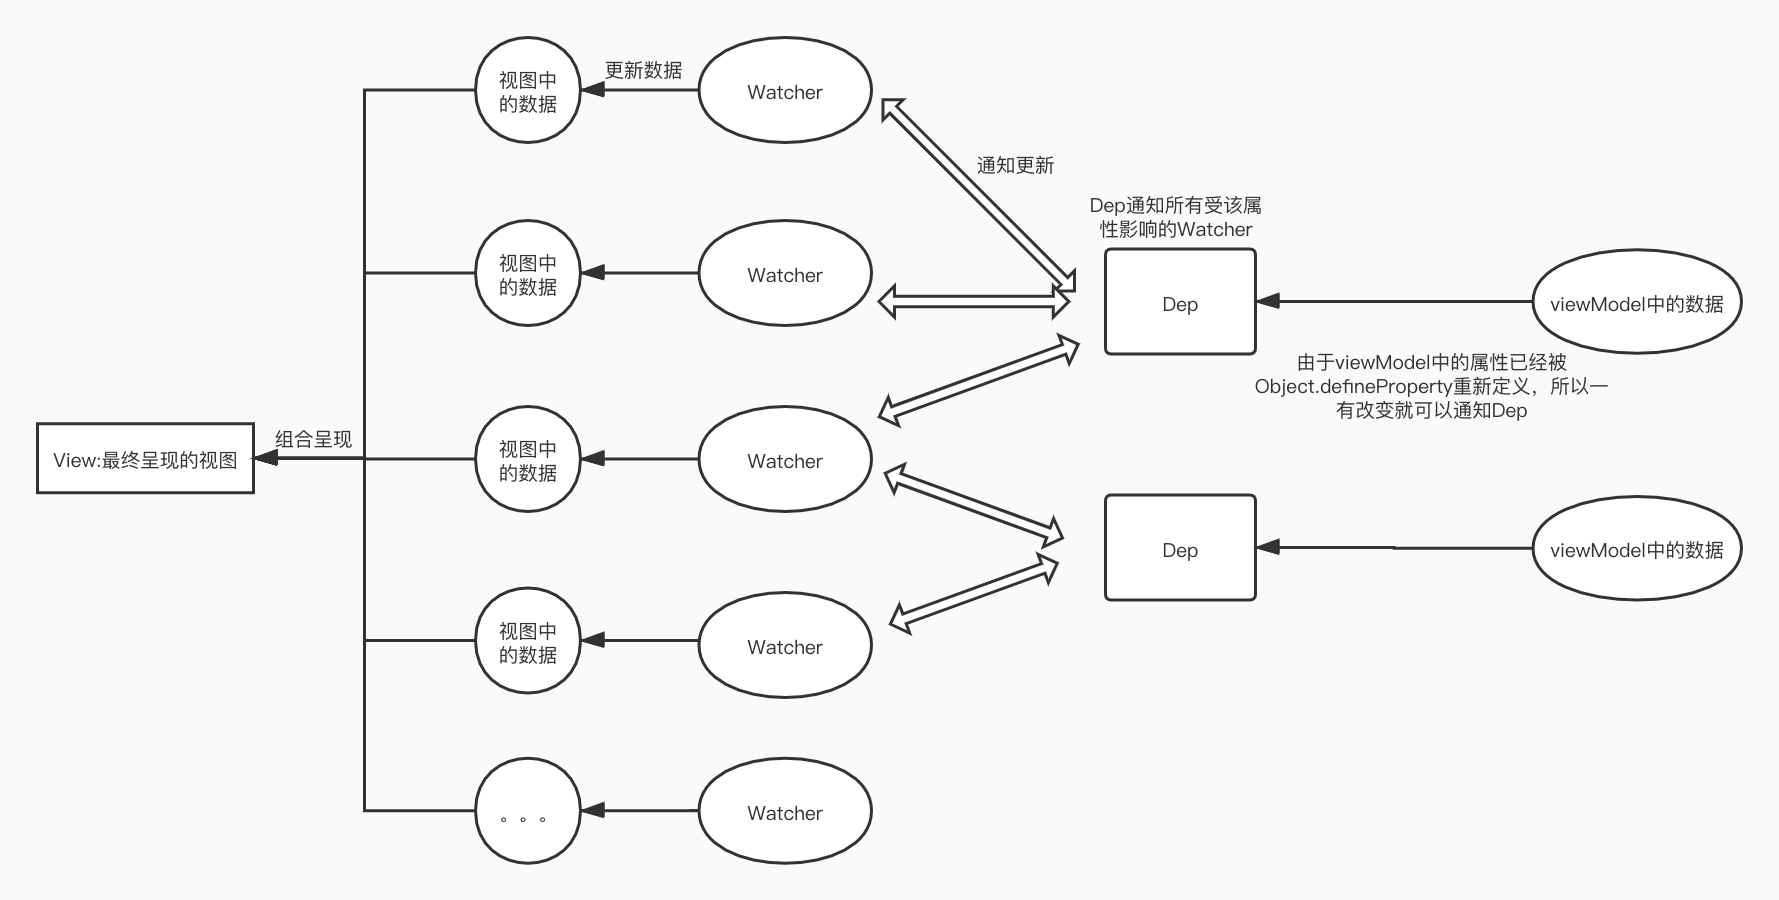 视图中
的数据
更新数据
Watcher
通知更新
Dep通知所有受该属
性影响的Watcher
视图中
的数据
Watcher
Dep
viewModel中的数据
由于viewModel中的属性已经被
Object.defineProperty重新定义，所以一
有改变就可以通知Dep
View:最终呈现的视图
组合呈现
视图中
的数据
Watcher
Dep
viewModel中的数据
视图中
的数据
Watcher
。。。
Watcher